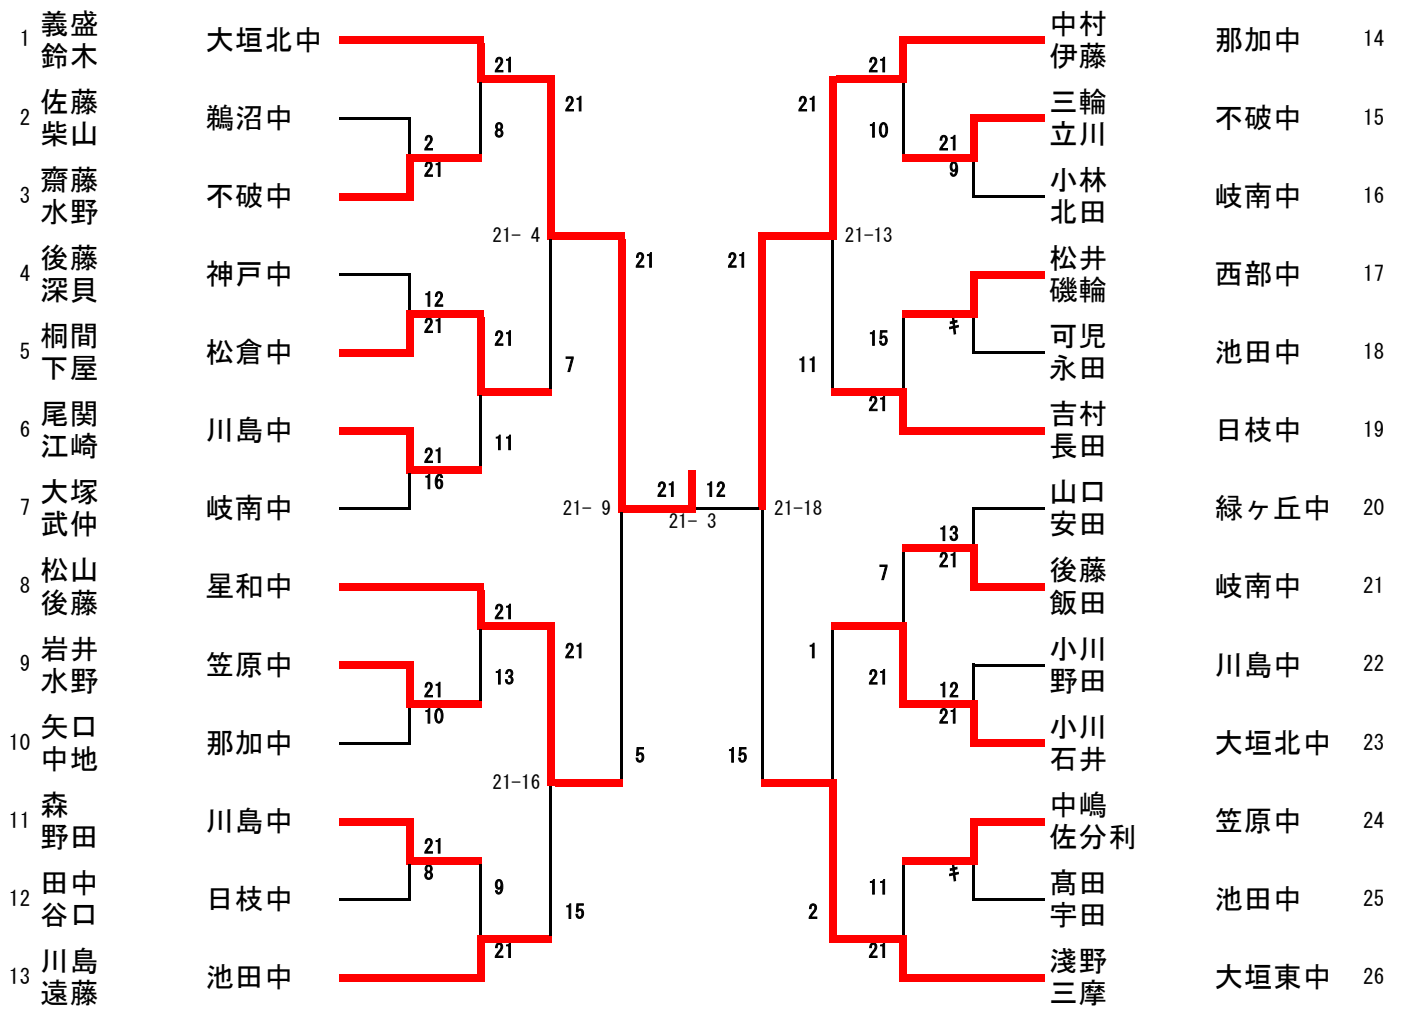 1 義盛 鈴木 大垣北中
2 佐藤 柴山 鵜沼中
3 齋藤 水野 不破中
4 後藤 深貝 神戸中
5 桐間 下屋 松倉中
6 尾関 江崎 川島中
7 大塚 武仲 岐南中
8 松山 後藤 星和中
9 岩井 水野 笠原中
10 矢口 中地 那加中
11 森 野田 川島中
12 田中 谷口 日枝中
13 川島 遠藤 池田中
21
8
2
21
21
12
21
21
21- 4
7
21
16
11
21
21- 9
21
13
21
10
21
21-16
5
21
8
9
21
15
21 12
21- 3
21
21
10
21
9
21-13
21
キ
15
21
11
21-18
13
21
7
21
12
21
1
15
キ
11
21
2
中村 伊藤 那加中 14
三輪 立川 不破中 15
小林 北田 岐南中 16
松井 磯輪 西部中 17
可児 永田 池田中 18
吉村 長田 日枝中 19
山口 安田 緑ヶ丘中 20
後藤 飯田 岐南中 21
小川 野田 川島中 22
小川 石井 大垣北中 23
中嶋 佐分利 笠原中 24
髙田 宇田 池田中 25
淺野 三摩 大垣東中 26